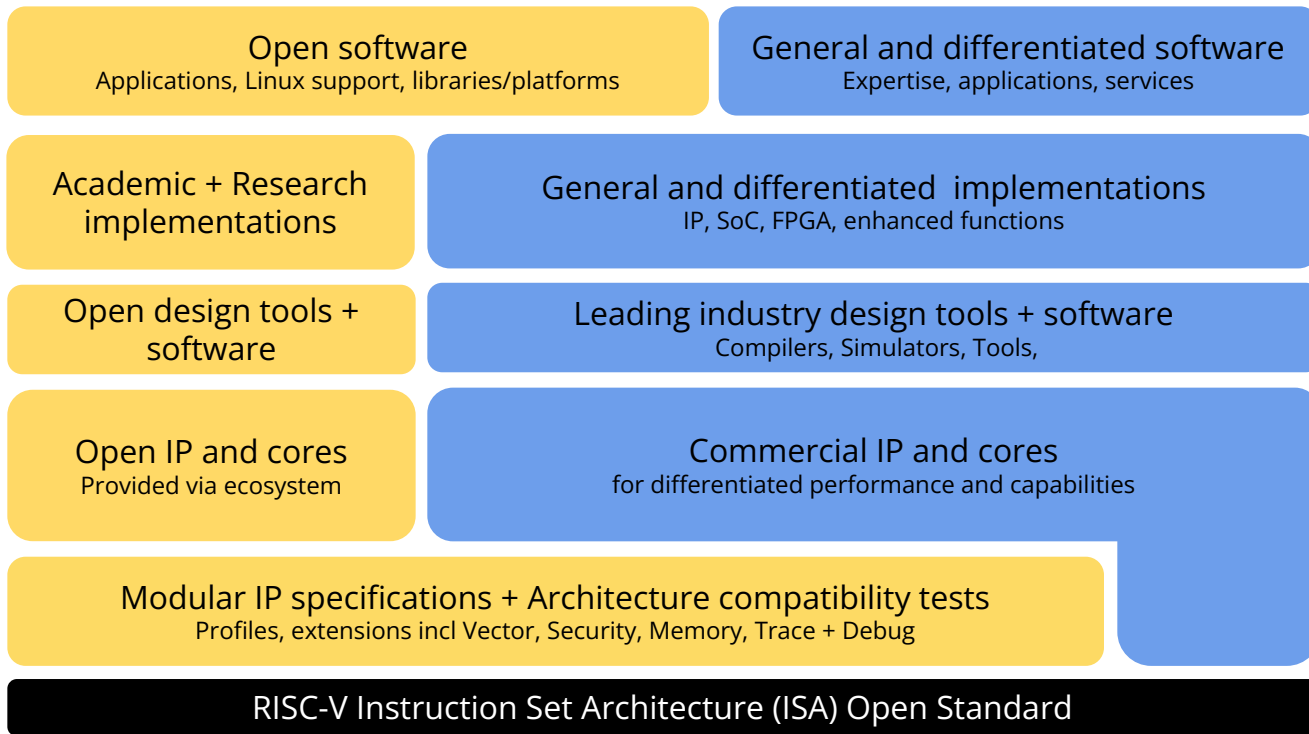 Open software
Applications, Linux support, libraries/platforms
General and differentiated software
Expertise, applications, services
Academic + Research
implementations
General and differentiated  implementations
IP, SoC, FPGA, enhanced functions
Open design tools +
software
Leading industry design tools + software
Compilers, Simulators, Tools,
Open IP and cores
Provided via ecosystem
Commercial IP and cores
for differentiated performance and capabilities
Modular IP specifications + Architecture compatibility tests
Profiles, extensions incl Vector, Security, Memory, Trace + Debug
RISC-V Instruction Set Architecture (ISA) Open Standard